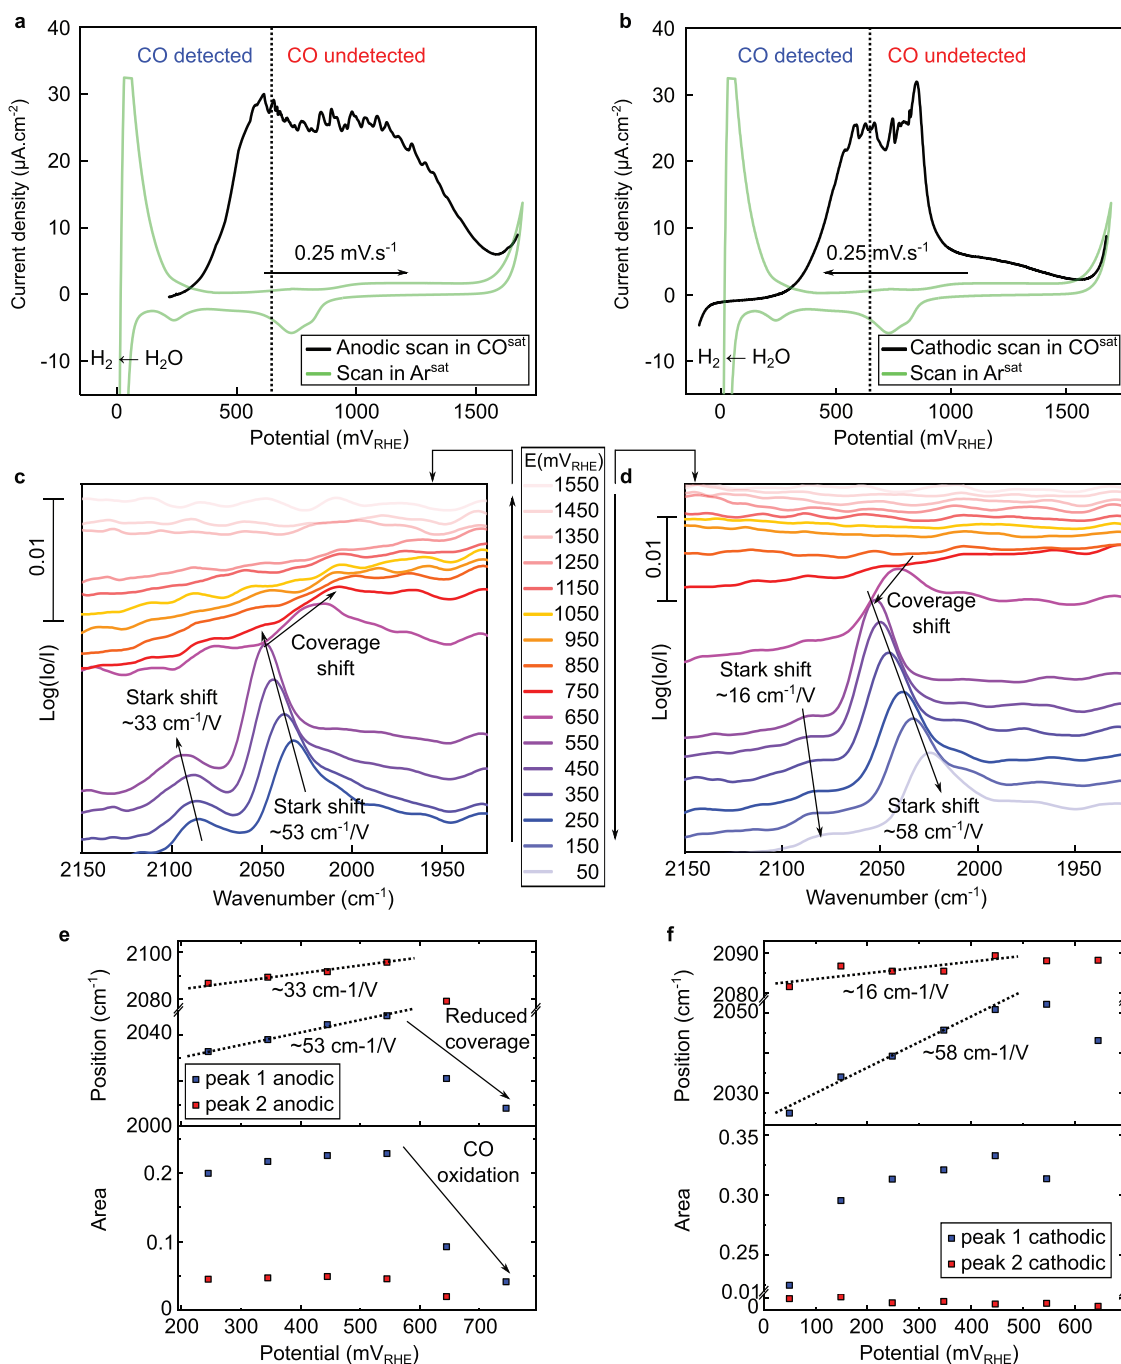 a
40
30
20
10
0
-10
Current density (µA.cm⁻²)
CO detected
CO undetected
0.25 mV.s⁻¹
H₂ ← H₂O
Anodic scan in COˢᵃᵗ
Scan in Arˢᵃᵗ
0
500
1000
1500
Potential (mV_RHE)
b
40
30
20
10
0
-10
Current density (µA.cm⁻²)
CO detected
CO undetected
0.25 mV.s⁻¹
H₂ ← H₂O
Cathodic scan in COˢᵃᵗ
Scan in Arˢᵃᵗ
0
500
1000
1500
Potential (mV_RHE)
c
0.01
Log(Io/I)
Coverage
shift
Stark shift
~33 cm⁻¹/V
Stark shift
~53 cm⁻¹/V
2150
2100
2050
2000
1950
Wavenumber (cm⁻¹)
E(mV_RHE)
1550
1450
1350
1250
1150
1050
950
850
750
650
550
450
350
250
150
50
d
0.01
Log(Io/I)
Coverage
shift
Stark shift
~16 cm⁻¹/V
Stark shift
~58 cm⁻¹/V
2150
2100
2050
2000
1950
Wavenumber (cm⁻¹)
e
2100
2080
2040
2000
Position (cm⁻¹)
~33 cm-1/V
~53 cm-1/V
Reduced
coverage
peak 1 anodic
peak 2 anodic
0.2
0.1
0
Area
CO
oxidation
200
300
400
500
600
700
Potential (mV_RHE)
f
2090
2080
2050
2030
Position (cm⁻¹)
~16 cm-1/V
~58 cm-1/V
0.35
0.30
0.25
0.01
0
Area
peak 1 cathodic
peak 2 cathodic
0
100
200
300
400
500
600
Potential (mV_RHE)